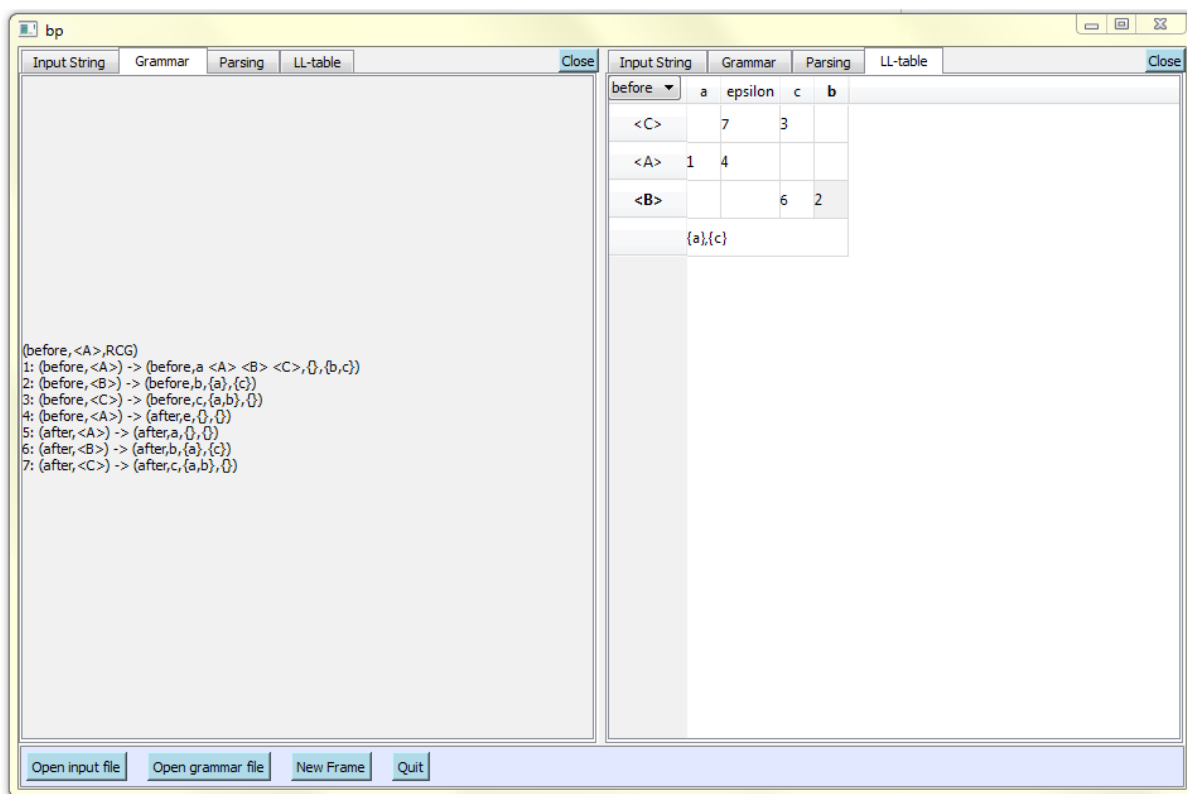 bp
Input String Grammar Parsing LL-table Close
(before,<A>,RCG)
1: (before,<A>) -> (before,a <A> <B> <C>,{},{b,c})
2: (before,<B>) -> (before,b,{a},{c})
3: (before,<C>) -> (before,c,{a,b},{})
4: (before,<A>) -> (after,e,{},{})
5: (after,<A>) -> (after,a,{},{})
6: (after,<B>) -> (after,b,{a},{c})
7: (after,<C>) -> (after,c,{a,b},{})
Input String Grammar Parsing LL-table Close
before a epsilon c b
<C> 7 3
<A> 1 4
<B> 6 2
{a},{c}
Open input file Open grammar file New Frame Quit